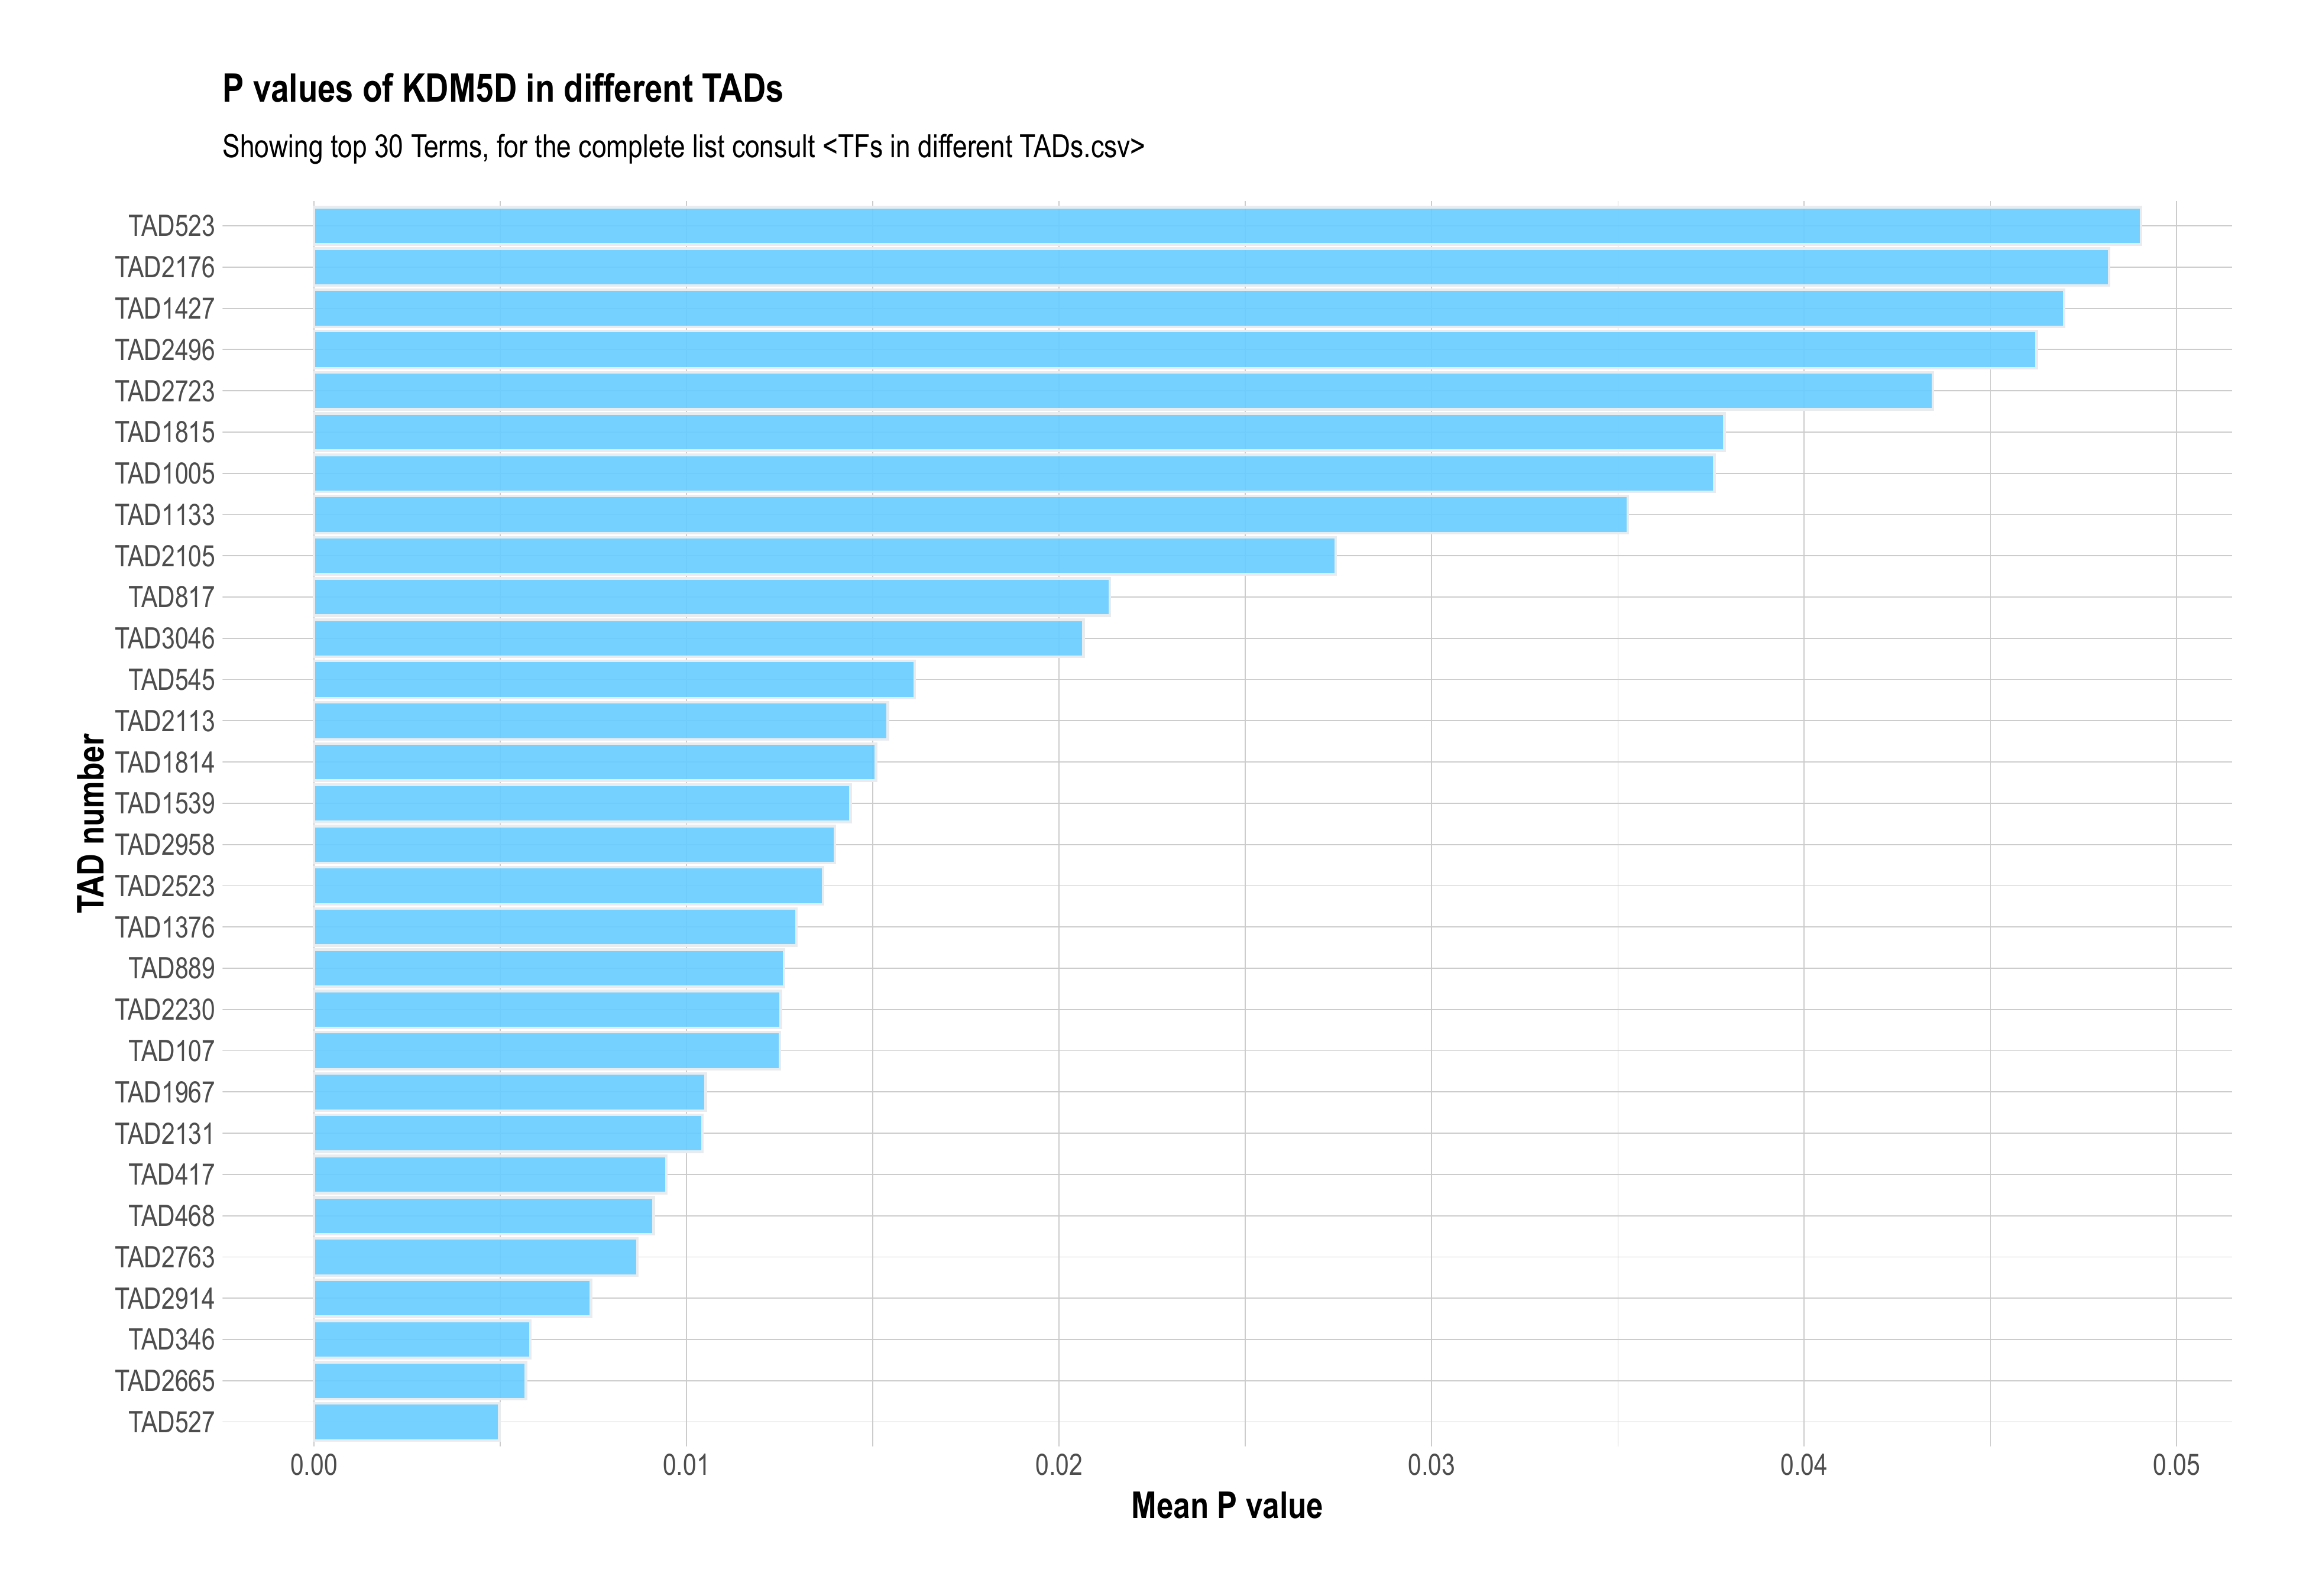 P values of KDM5D in different TADs
Showing top 30 Terms, for the complete list consult <TFs in different TADs.csv>
TAD number
TAD523
TAD2176
TAD1427
TAD2496
TAD2723
TAD1815
TAD1005
TAD1133
TAD2105
TAD817
TAD3046
TAD545
TAD2113
TAD1814
TAD1539
TAD2958
TAD2523
TAD1376
TAD889
TAD2230
TAD107
TAD1967
TAD2131
TAD417
TAD468
TAD2763
TAD2914
TAD346
TAD2665
TAD527
0.00 0.01 0.02 0.03 0.04 0.05
Mean P value